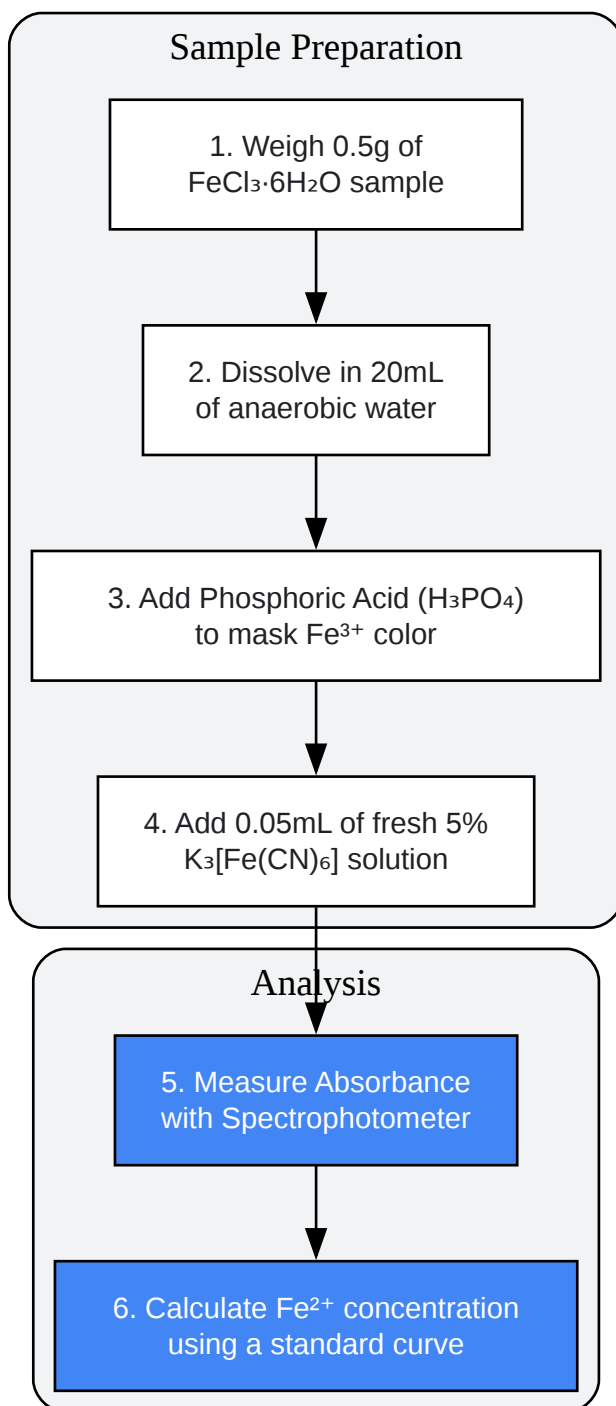 Sample Preparation
1. Weigh 0.5g of
FeCl₃·6H₂O sample
2. Dissolve in 20mL
of anaerobic water
3. Add Phosphoric Acid (H₃PO₄)
to mask Fe³⁺ color
4. Add 0.05mL of fresh 5%
K₃[Fe(CN)₆] solution
Analysis
5. Measure Absorbance
with Spectrophotometer
6. Calculate Fe²⁺ concentration
using a standard curve